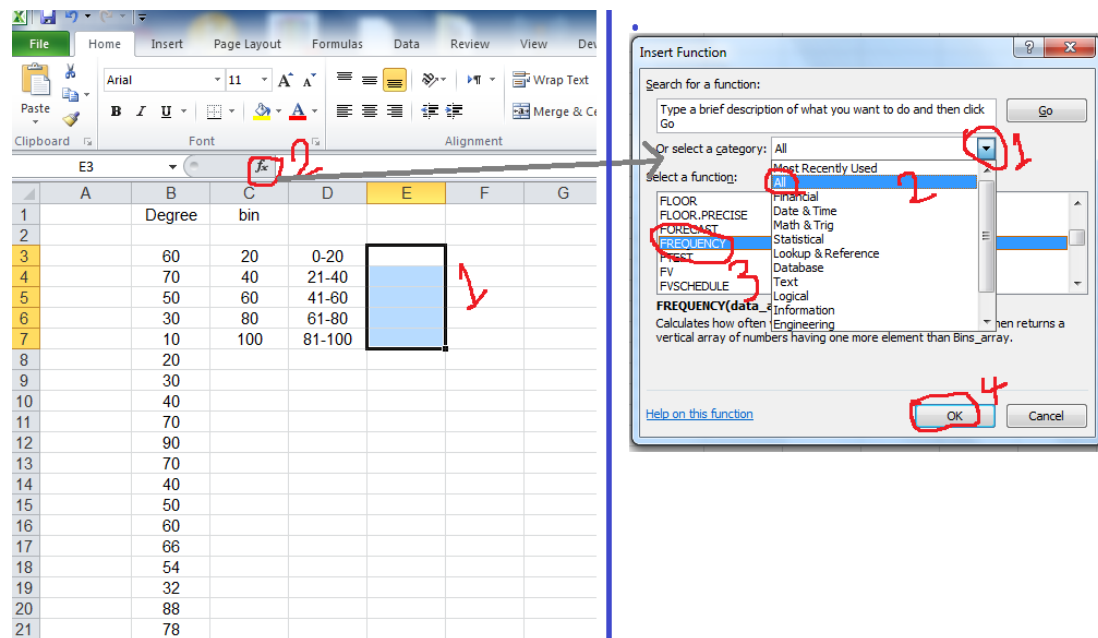 File Home Insert Page Layout Formulas Data Review View Dev
Arial 11 A A Wrap Text
Paste B I U A Merge & Ce
Clipboard Font Alignment
E3 fx
2
A B C D E F G
1 Degree bin
2
3 60 20 0-20
4 70 40 21-40
5 50 60 41-60
6 30 80 61-80
7 10 100 81-100
1
8 20
9 30
10 40
11 70
12 90
13 70
14 40
15 50
16 60
17 66
18 54
19 32
20 88
21 78
Insert Function
Search for a function:
Type a brief description of what you want to do and then click
Go
Go
Or select a category: All
1
Most Recently Used
All
2
Financial
Date & Time
Math & Trig
Statistical
Lookup & Reference
Database
Text
Logical
Information
Engineering
Select a function:
FLOOR
FLOOR.PRECISE
FORECAST
FREQUENCY
3
FTEST
FV
FVSCHEDULE
FREQUENCY(data_a
Calculates how often hen returns a
vertical array of numbers having one more element than Bins_array.
4
Help on this function OK Cancel